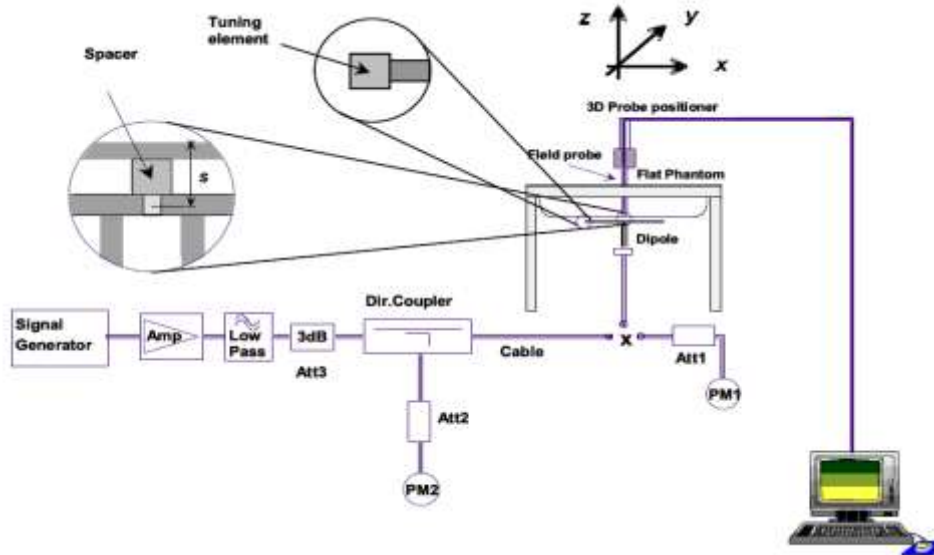 Tuning
element
Spacer
z
y
x
3D Probe positioner
Field probe
Flat Phantom
s
Dipole
Dir.Coupler
Signal
Generator
Amp
Low
Pass
3dB
Att3
Cable
x
Att1
PM1
Att2
PM2